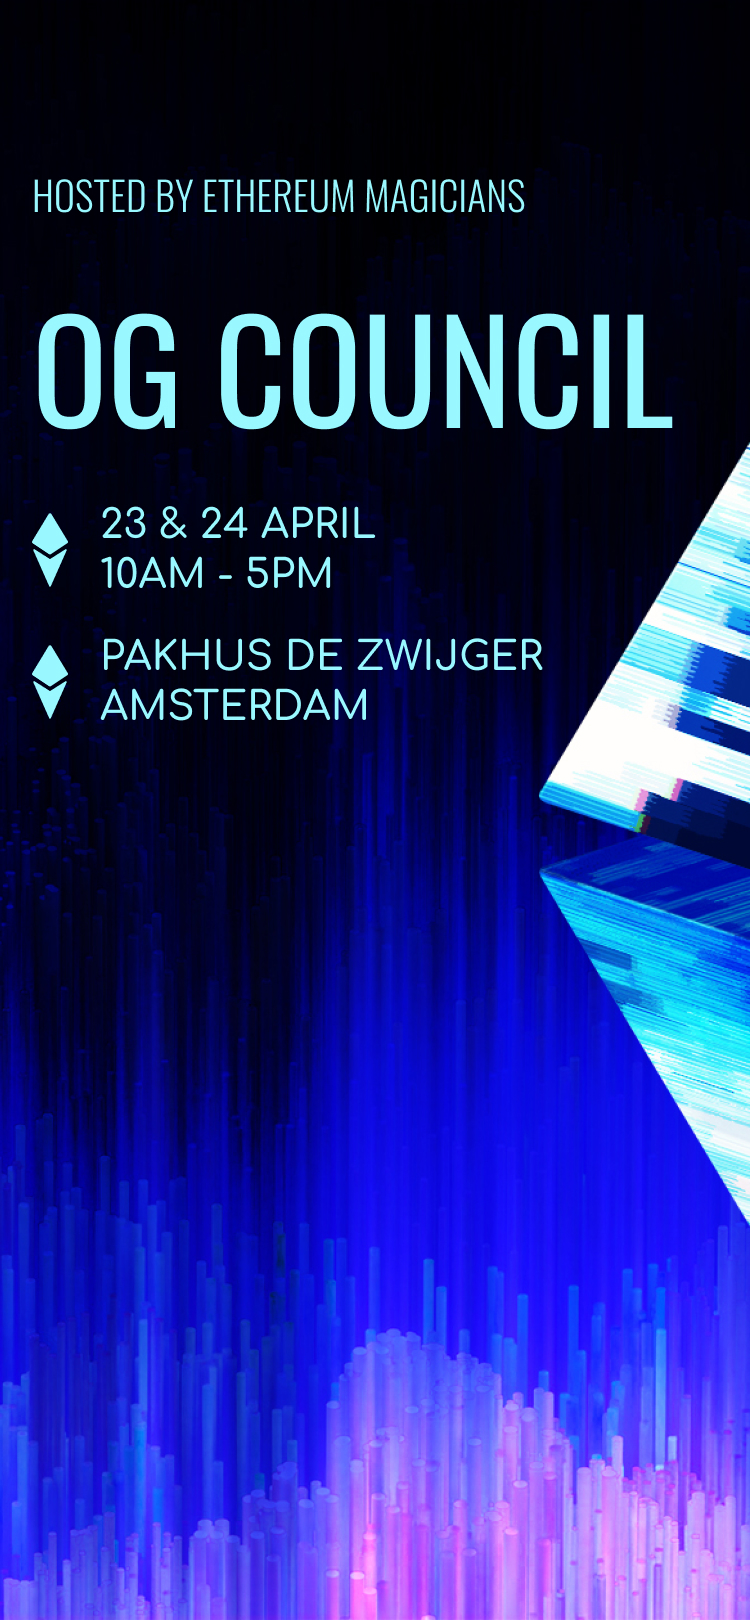 HOSTED BY ETHEREUM MAGICIANS
OG COUNCIL
23 & 24 APRIL
10AM - 5PM
PAKHUS DE ZWIJGER
AMSTERDAM